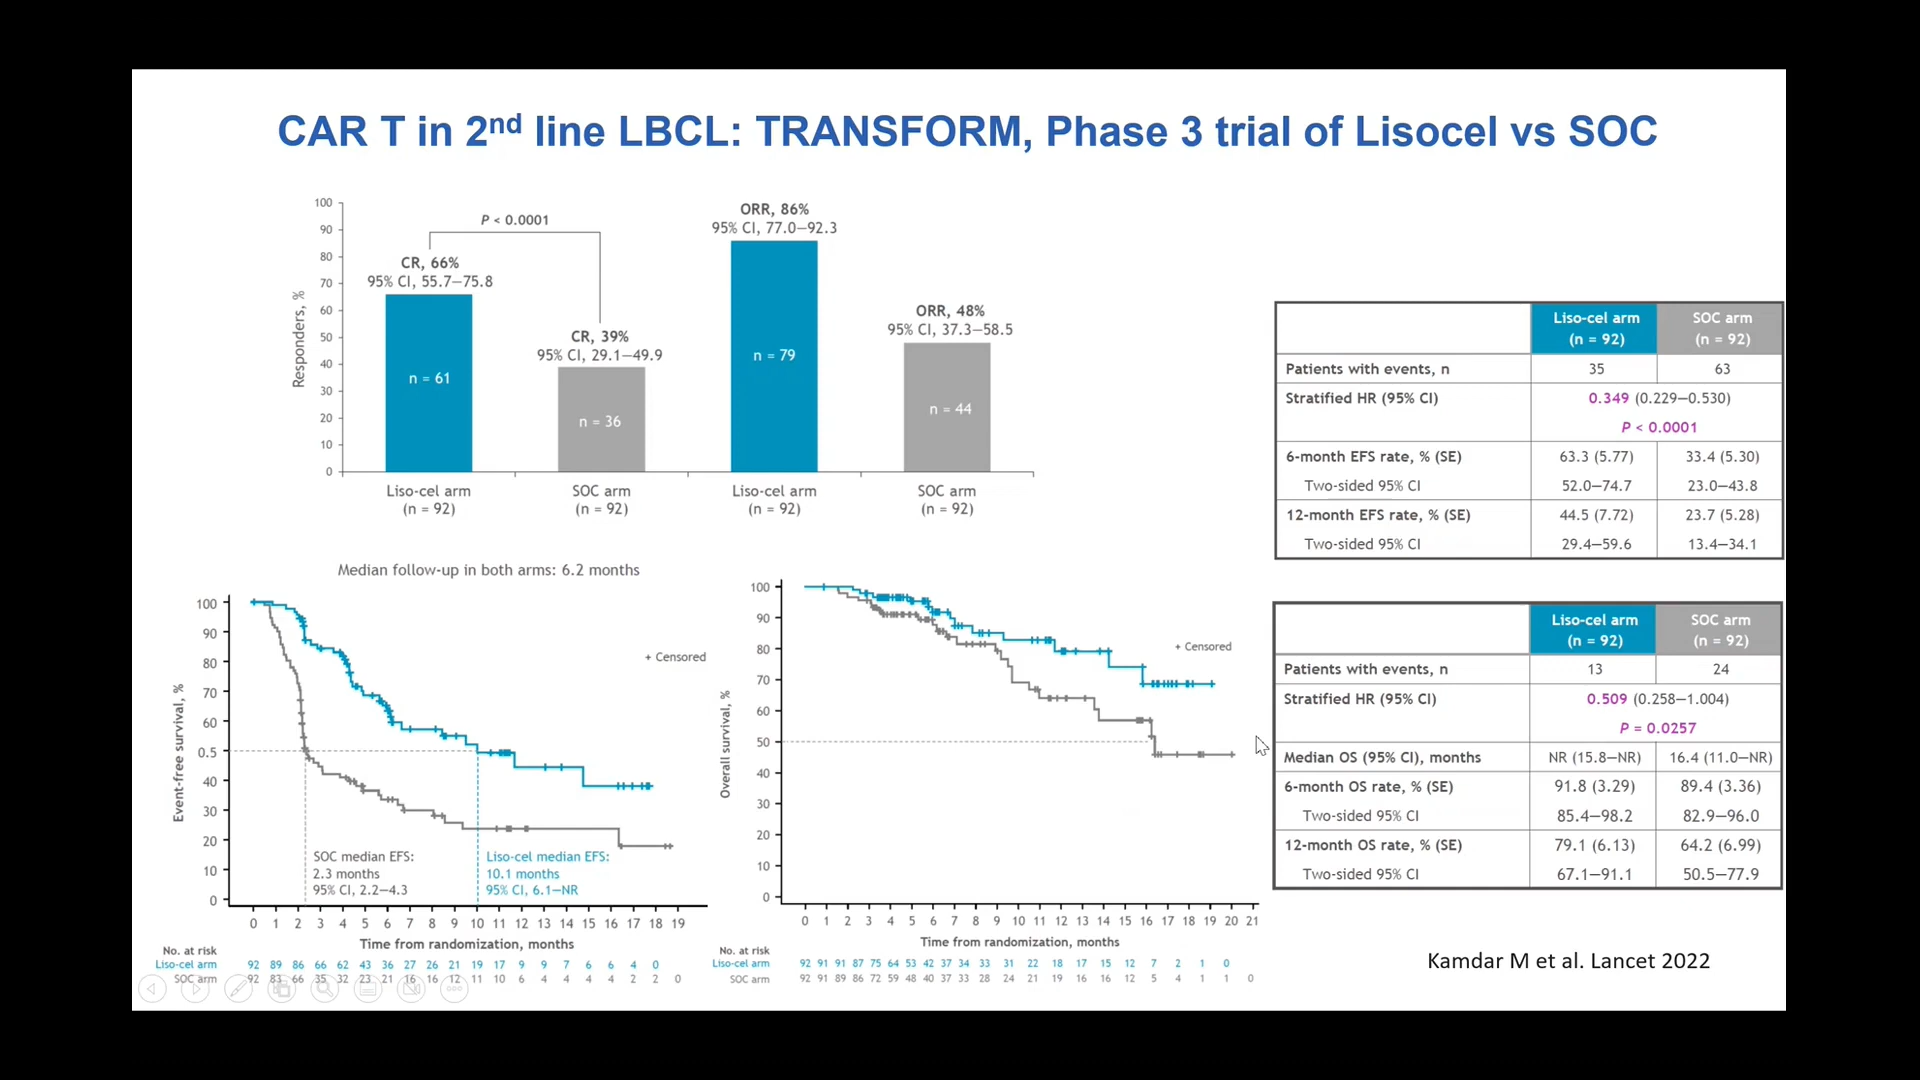 CAR T in 2nd line LBCL: TRANSFORM, Phase 3 trial of Lisocel vs SOC
Responders, %
100
90
80
70
60
50
40
30
20
10
0
P < 0.0001
CR, 66%
95% CI, 55.7–75.8
n = 61
CR, 39%
95% CI, 29.1–49.9
n = 36
ORR, 86%
95% CI, 77.0–92.3
n = 79
ORR, 48%
95% CI, 37.3–58.5
n = 44
Liso-cel arm SOC arm Liso-cel arm SOC arm
(n = 92) (n = 92) (n = 92) (n = 92)
Liso-cel arm SOC arm
(n = 92) (n = 92)
Patients with events, n 35 63
Stratified HR (95% CI) 0.349 (0.229–0.530)
P < 0.0001
6-month EFS rate, % (SE) 63.3 (5.77) 33.4 (5.30)
Two-sided 95% CI 52.0–74.7 23.0–43.8
12-month EFS rate, % (SE) 44.5 (7.72) 23.7 (5.28)
Two-sided 95% CI 29.4–59.6 13.4–34.1
Median follow-up in both arms: 6.2 months
Event-free survival, %
100
90
80
70
60
0.5
40
30
20
10
0
+ Censored
SOC median EFS:
2.3 months
95% CI, 2.2–4.3
Liso-cel median EFS:
10.1 months
95% CI, 6.1–NR
0 1 2 3 4 5 6 7 8 9 10 11 12 13 14 15 16 17 18 19
Time from randomization, months
No. at risk
Liso-cel arm 92 89 86 66 62 43 36 27 26 21 19 17 9 9 7 6 6 4 0
SOC arm 92 83 66 35 32 23 21 16 16 12 11 10 6 4 4 4 4 2 2 0
Overall survival, %
100
90
80
70
60
50
40
30
20
10
0
+ Censored
0 1 2 3 4 5 6 7 8 9 10 11 12 13 14 15 16 17 18 19 20 21
Time from randomization, months
No. at risk
Liso-cel arm 92 91 91 87 75 64 53 42 37 34 33 31 22 18 17 15 12 7 2 1 0
SOC arm 92 91 89 86 72 59 48 40 37 33 28 24 21 19 16 16 12 5 4 1 1 0
Liso-cel arm SOC arm
(n = 92) (n = 92)
Patients with events, n 13 24
Stratified HR (95% CI) 0.509 (0.258–1.004)
P = 0.0257
Median OS (95% CI), months NR (15.8–NR) 16.4 (11.0–NR)
6-month OS rate, % (SE) 91.8 (3.29) 89.4 (3.36)
Two-sided 95% CI 85.4–98.2 82.9–96.0
12-month OS rate, % (SE) 79.1 (6.13) 64.2 (6.99)
Two-sided 95% CI 67.1–91.1 50.5–77.9
Kamdar M et al. Lancet 2022